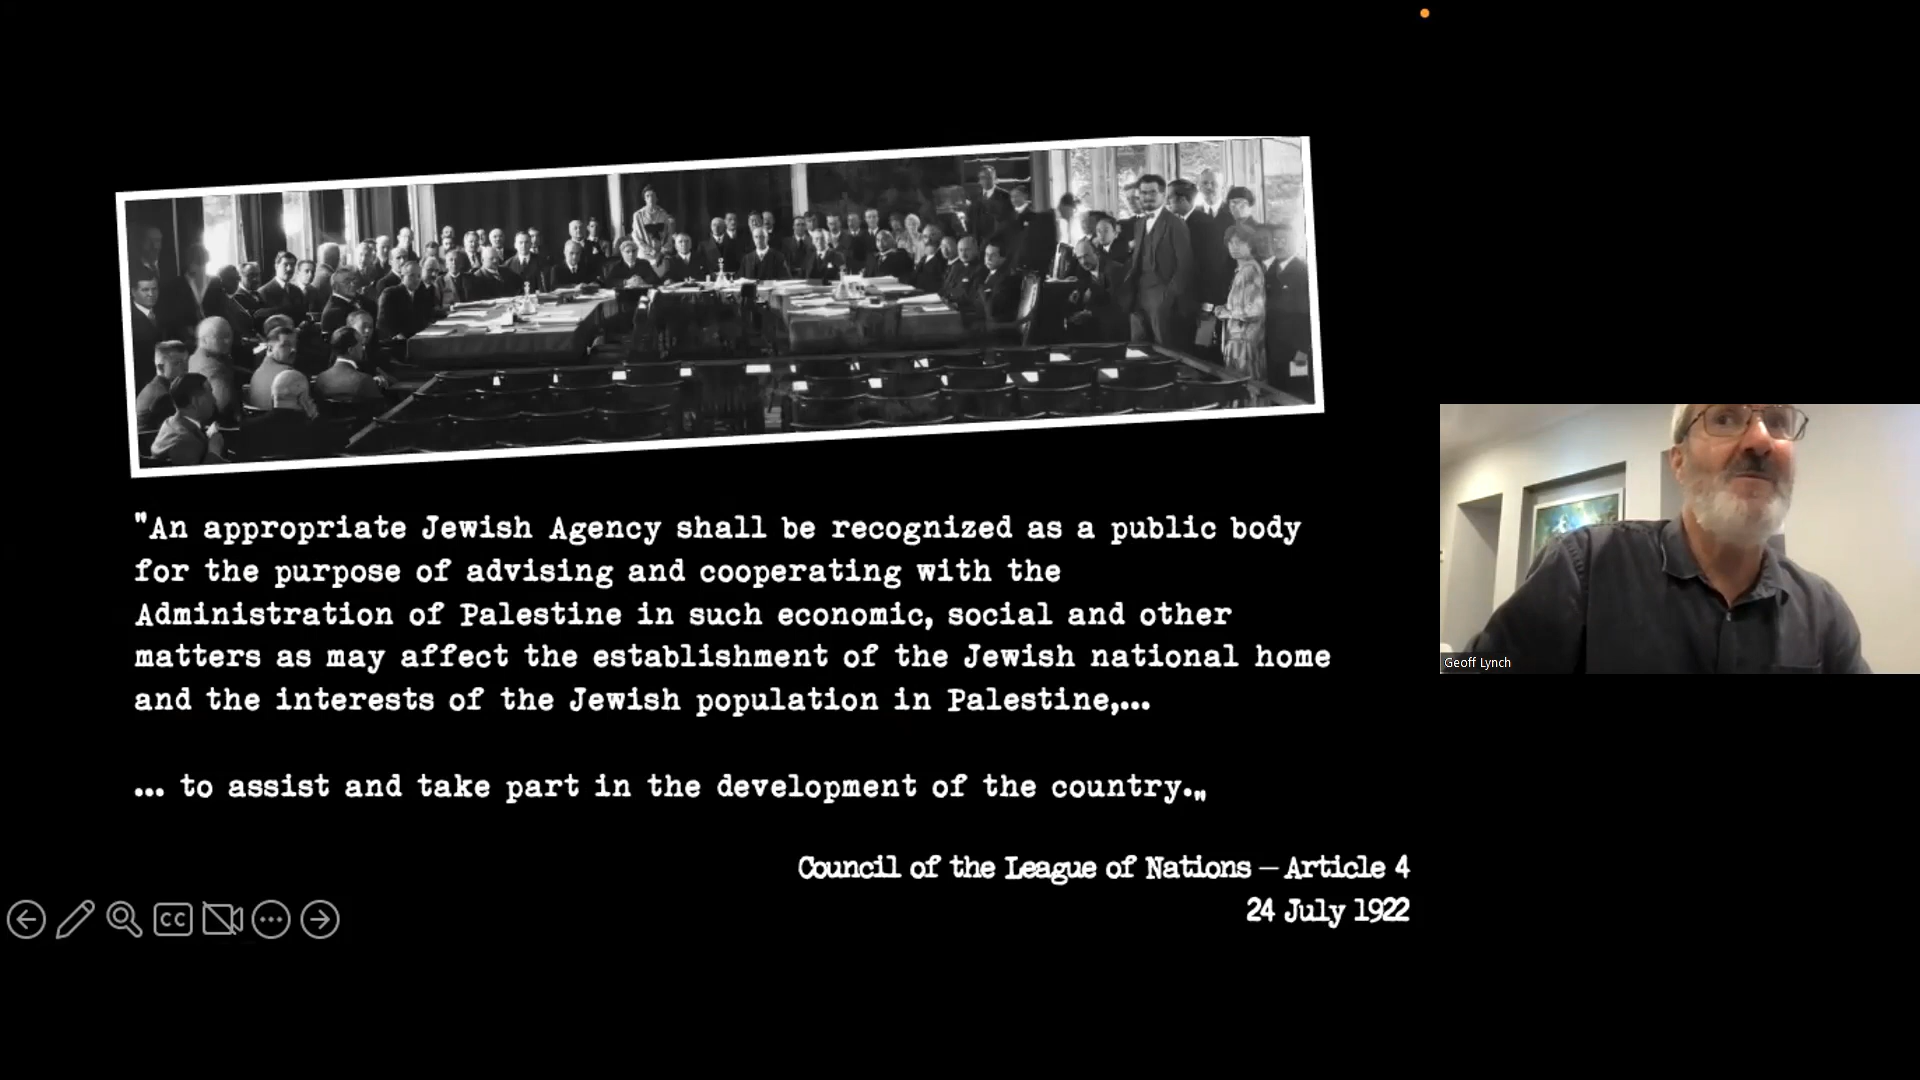 "An appropriate Jewish Agency shall be recognized as a public body
for the purpose of advising and cooperating with the
Administration of Palestine in such economic, social and other
matters as may affect the establishment of the Jewish national home
and the interests of the Jewish population in Palestine,...
... to assist and take part in the development of the country.„
Council of the League of Nations — Article 4
24 July 1922
Geoff Lynch
CC